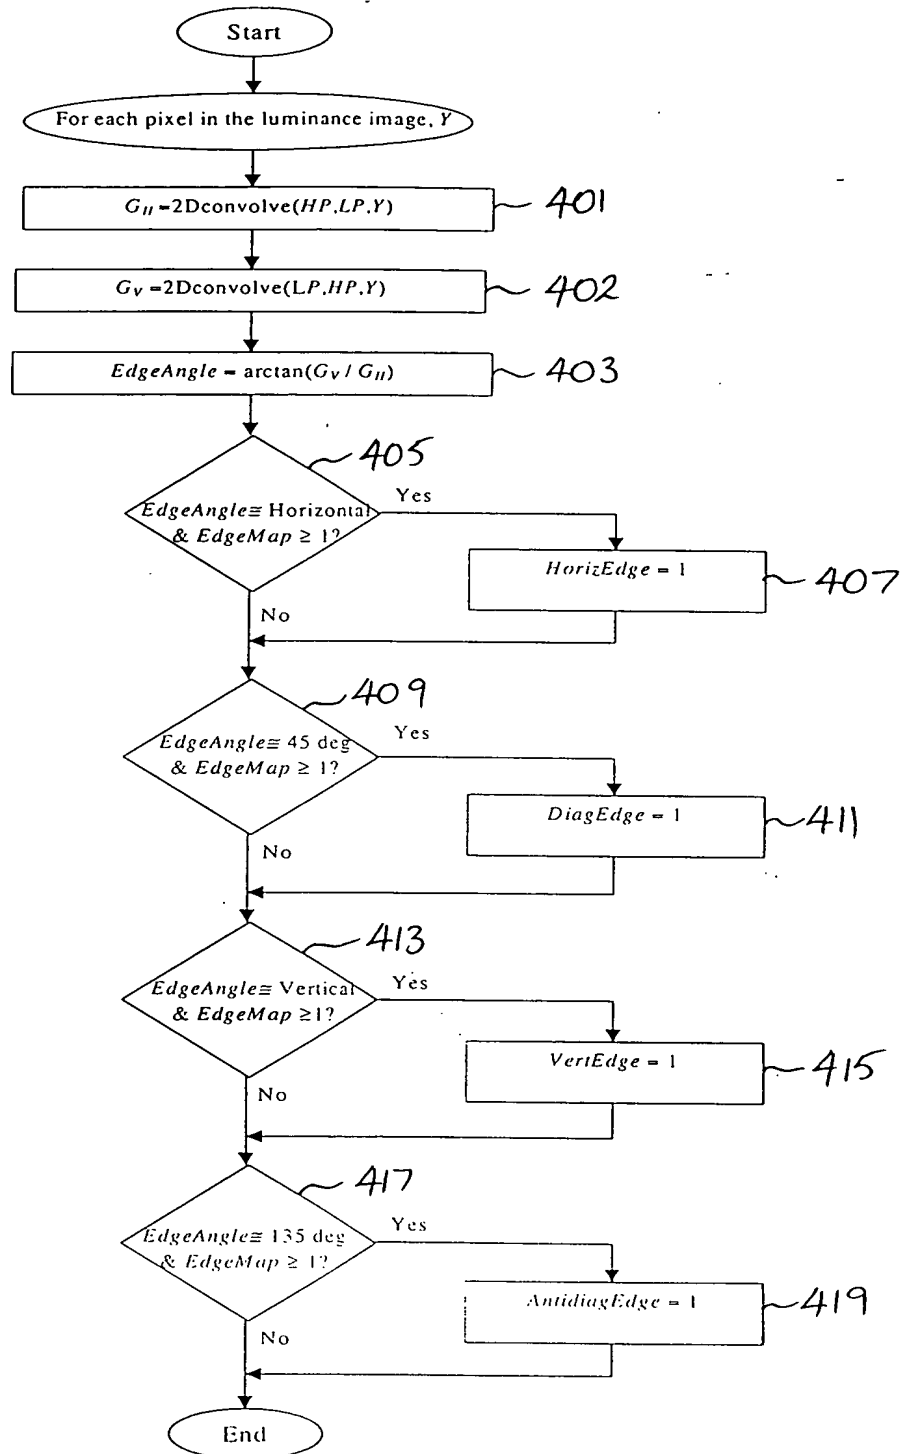 Start
For each pixel in the luminance image, Y
G_H=2Dconvolve(HP,LP,Y)
401
G_V=2Dconvolve(LP,HP,Y)
402
EdgeAngle = arctan(G_V / G_H)
403
405
EdgeAngle≅ Horizontal
& EdgeMap ≥ 1?
Yes
HorizEdge = 1
407
No
409
EdgeAngle≅ 45 deg
& EdgeMap ≥ 1?
Yes
DiagEdge = 1
411
No
413
EdgeAngle≅ Vertical
& EdgeMap ≥1?
Yes
VertEdge = 1
415
No
417
EdgeAngle≅ 135 deg
& EdgeMap ≥ 1?
Yes
AntidiagEdge = 1
419
No
End